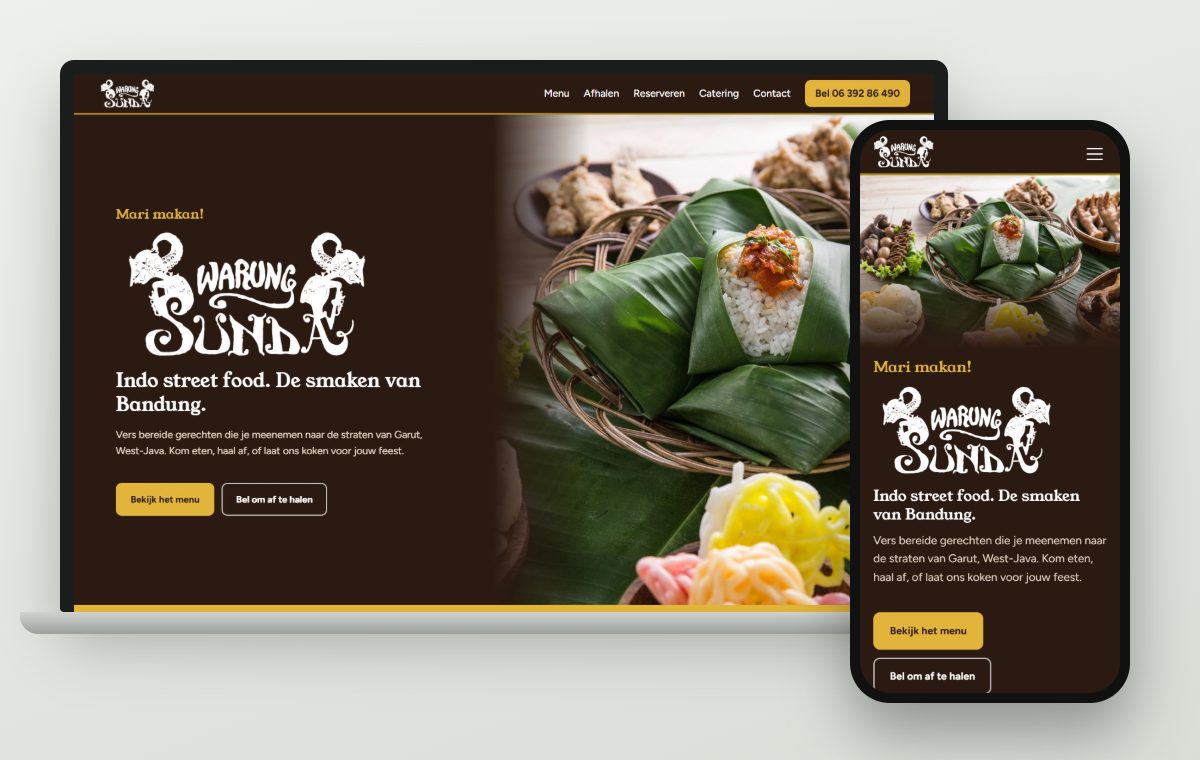 WARUNG
SUNDA
Menu Afhalen Reserveren Catering Contact Bel 06 392 86 490
Mari makan!
WARUNG
SUNDA
Indo street food. De smaken van
Bandung.
Vers bereide gerechten die je meenemen naar de straten van Garut,
West-Java. Kom eten, haal af, of laat ons koken voor jouw feest.
Bekijk het menu Bel om af te halen
WARUNG
SUNDA
Mari makan!
WARUNG
SUNDA
Indo street food. De smaken
van Bandung.
Vers bereide gerechten die je meenemen naar
de straten van Garut, West-Java. Kom eten,
haal af, of laat ons koken voor jouw feest.
Bekijk het menu
Bel om af te halen